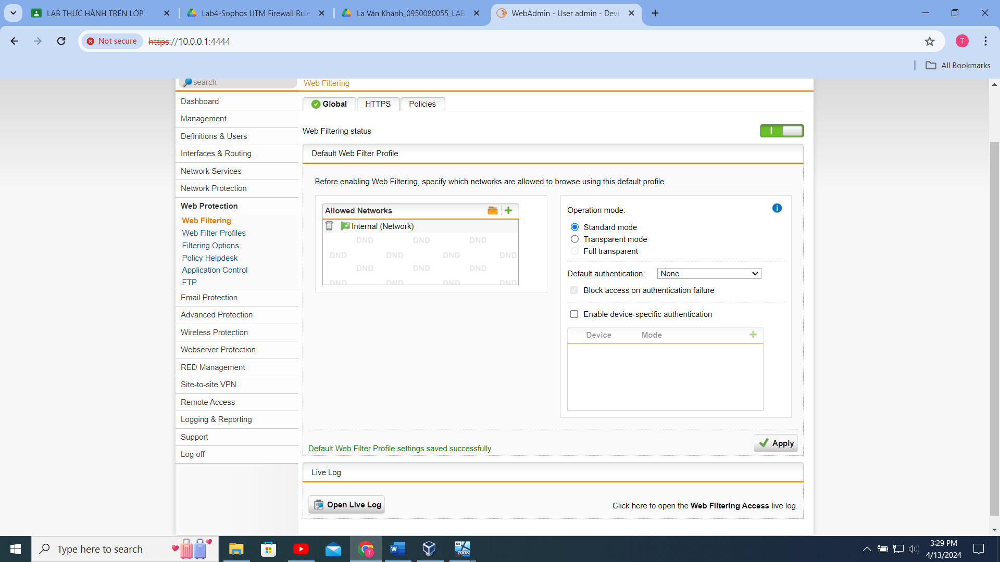 LAB THỰC HÀNH TRÊN LỚP
Lab4-Sophos UTM Firewall Rule
La Văn Khánh_0950080055_LAB
WebAdmin - User admin - Devi
Not secure
https://10.0.0.1:4444
T
All Bookmarks
search
Web Filtering
Dashboard
Management
Definitions & Users
Interfaces & Routing
Network Services
Network Protection
Web Protection
Web Filtering
Web Filter Profiles
Filtering Options
Policy Helpdesk
Application Control
FTP
Email Protection
Advanced Protection
Wireless Protection
Webserver Protection
RED Management
Site-to-site VPN
Remote Access
Logging & Reporting
Support
Log off
Global
HTTPS
Policies
Web Filtering status
Default Web Filter Profile
Before enabling Web Filtering, specify which networks are allowed to browse using this default profile.
Allowed Networks
Internal (Network)
DND DND DND
DND DND DND DND
DND DND DND
DND DND DND DND
Operation mode:
Standard mode
Transparent mode
Full transparent
Default authentication: None
Block access on authentication failure
Enable device-specific authentication
Device Mode
Default Web Filter Profile settings saved successfully
Apply
Live Log
Open Live Log
Click here to open the Web Filtering Access live log.
Type here to search
T
64
2008
3:29 PM
4/13/2024